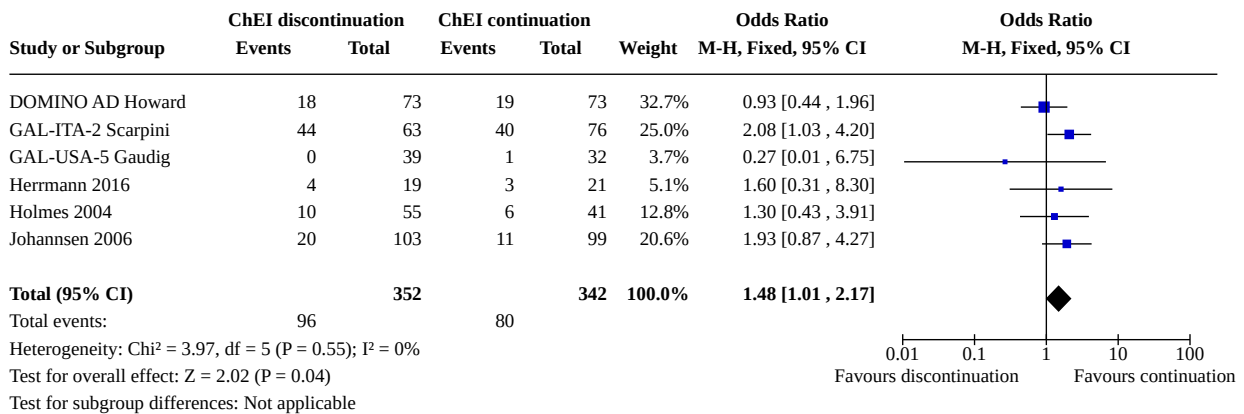 ChEI discontinuation ChEI continuation Odds Ratio Odds Ratio
Study or Subgroup Events Total Events Total Weight M-H, Fixed, 95% CI M-H, Fixed, 95% CI
DOMINO AD Howard 18 73 19 73 32.7% 0.93 [0.44 , 1.96]
GAL-ITA-2 Scarpini 44 63 40 76 25.0% 2.08 [1.03 , 4.20]
GAL-USA-5 Gaudig 0 39 1 32 3.7% 0.27 [0.01 , 6.75]
Herrmann 2016 4 19 3 21 5.1% 1.60 [0.31 , 8.30]
Holmes 2004 10 55 6 41 12.8% 1.30 [0.43 , 3.91]
Johannsen 2006 20 103 11 99 20.6% 1.93 [0.87 , 4.27]
Total (95% CI) 352 342 100.0% 1.48 [1.01 , 2.17]
Total events: 96 80
Heterogeneity: Chi² = 3.97, df = 5 (P = 0.55); I² = 0%
0.01 0.1 1 10 100
Test for overall effect: Z = 2.02 (P = 0.04)
Favours discontinuation Favours continuation
Test for subgroup differences: Not applicable